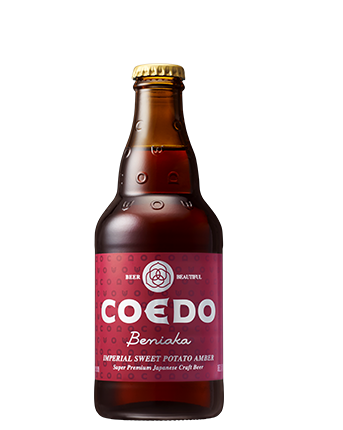 BEER BEAUTIFUL
COEDO
Beniaka
IMPERIAL SWEET POTATO AMBER
Super Premium Japanese Craft Beer